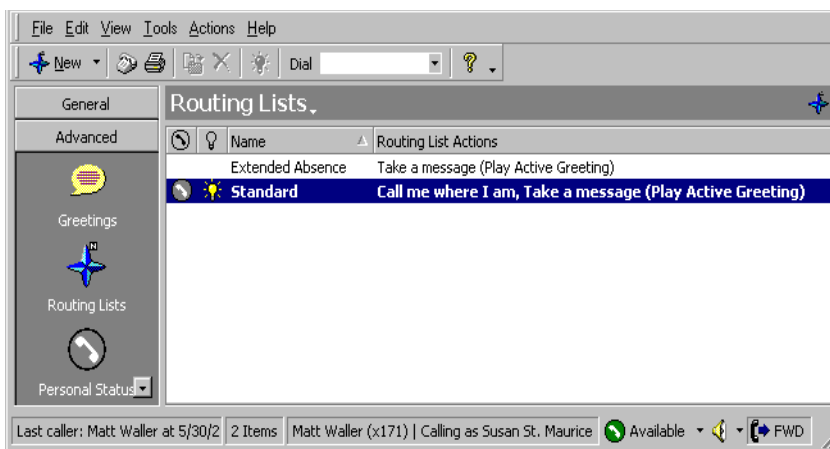 File Edit View Tools Actions Help
New Dial
General
Advanced
Greetings
Routing Lists
Personal Status
Routing Lists
Name Routing List Actions
Extended Absence Take a message (Play Active Greeting)
Standard Call me where I am, Take a message (Play Active Greeting)
Last caller: Matt Waller at 5/30/2 2 Items Matt Waller (x171) | Calling as Susan St. Maurice Available FWD